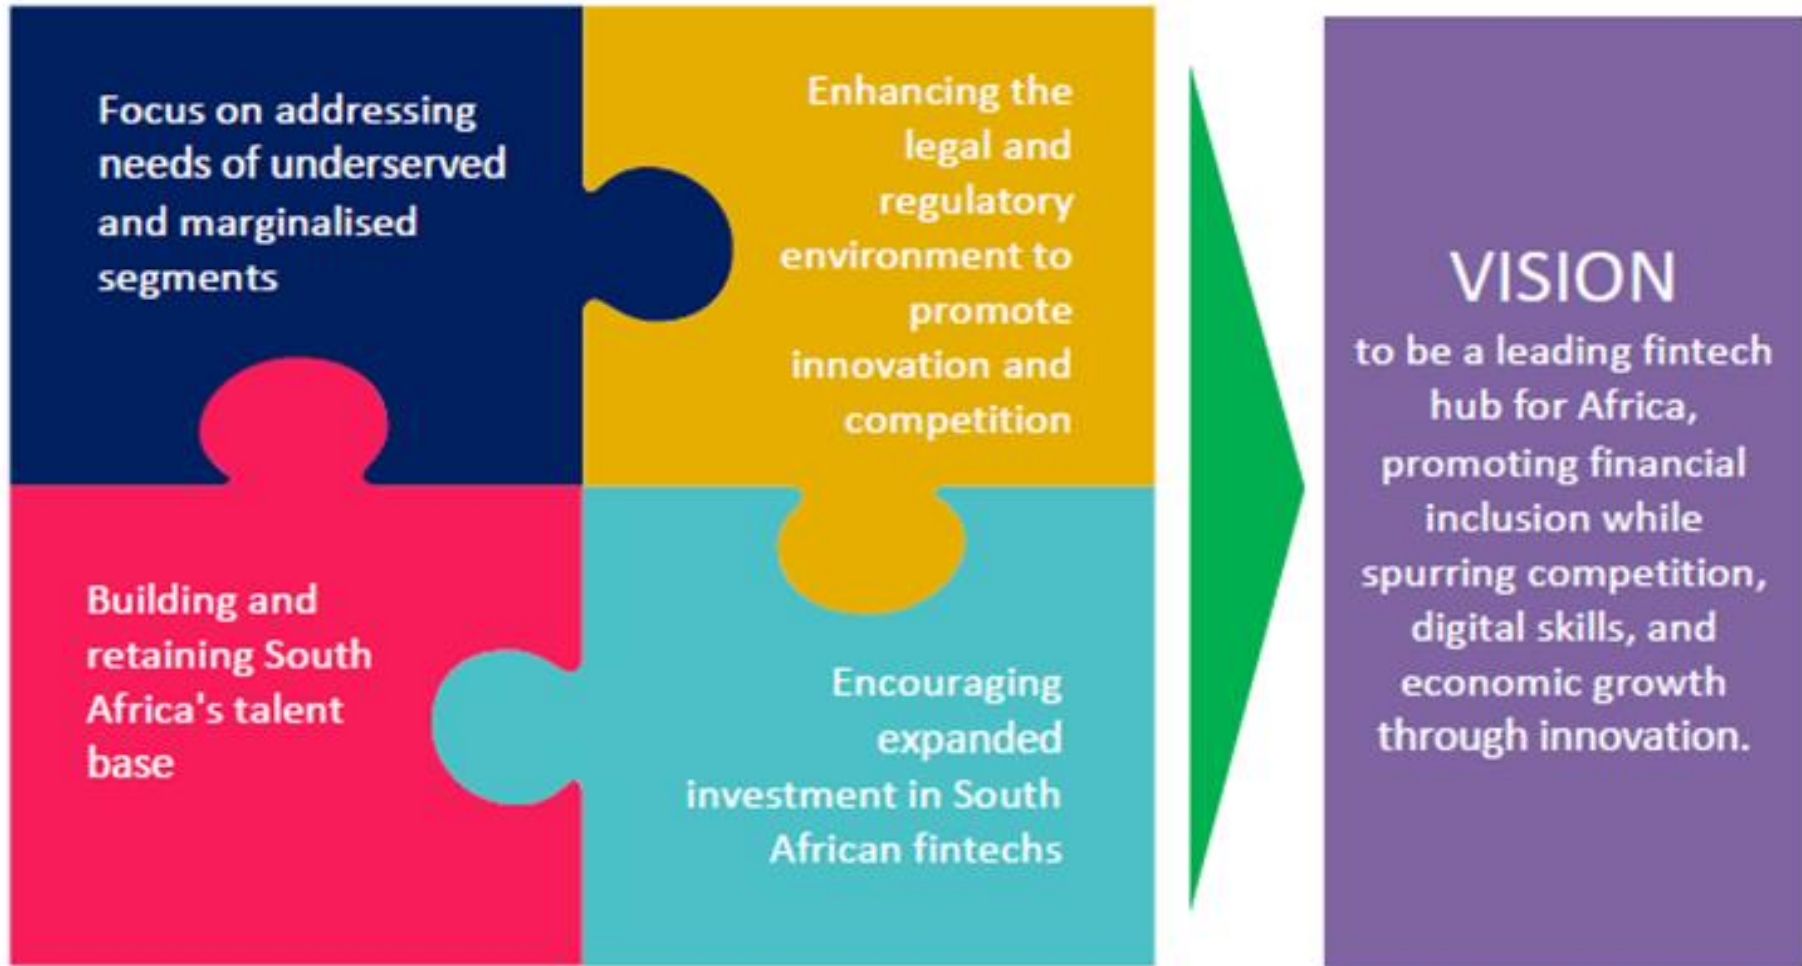 Focus on addressing
needs of underserved
and marginalised
segments
Enhancing the
legal and
regulatory
environment to
promote
innovation and
competition
Building and
retaining South
Africa's talent
base
Encouraging
expanded
investment in South
African fintechs
VISION
to be a leading fintech
hub for Africa,
promoting financial
inclusion while
spurring competition,
digital skills, and
economic growth
through innovation.